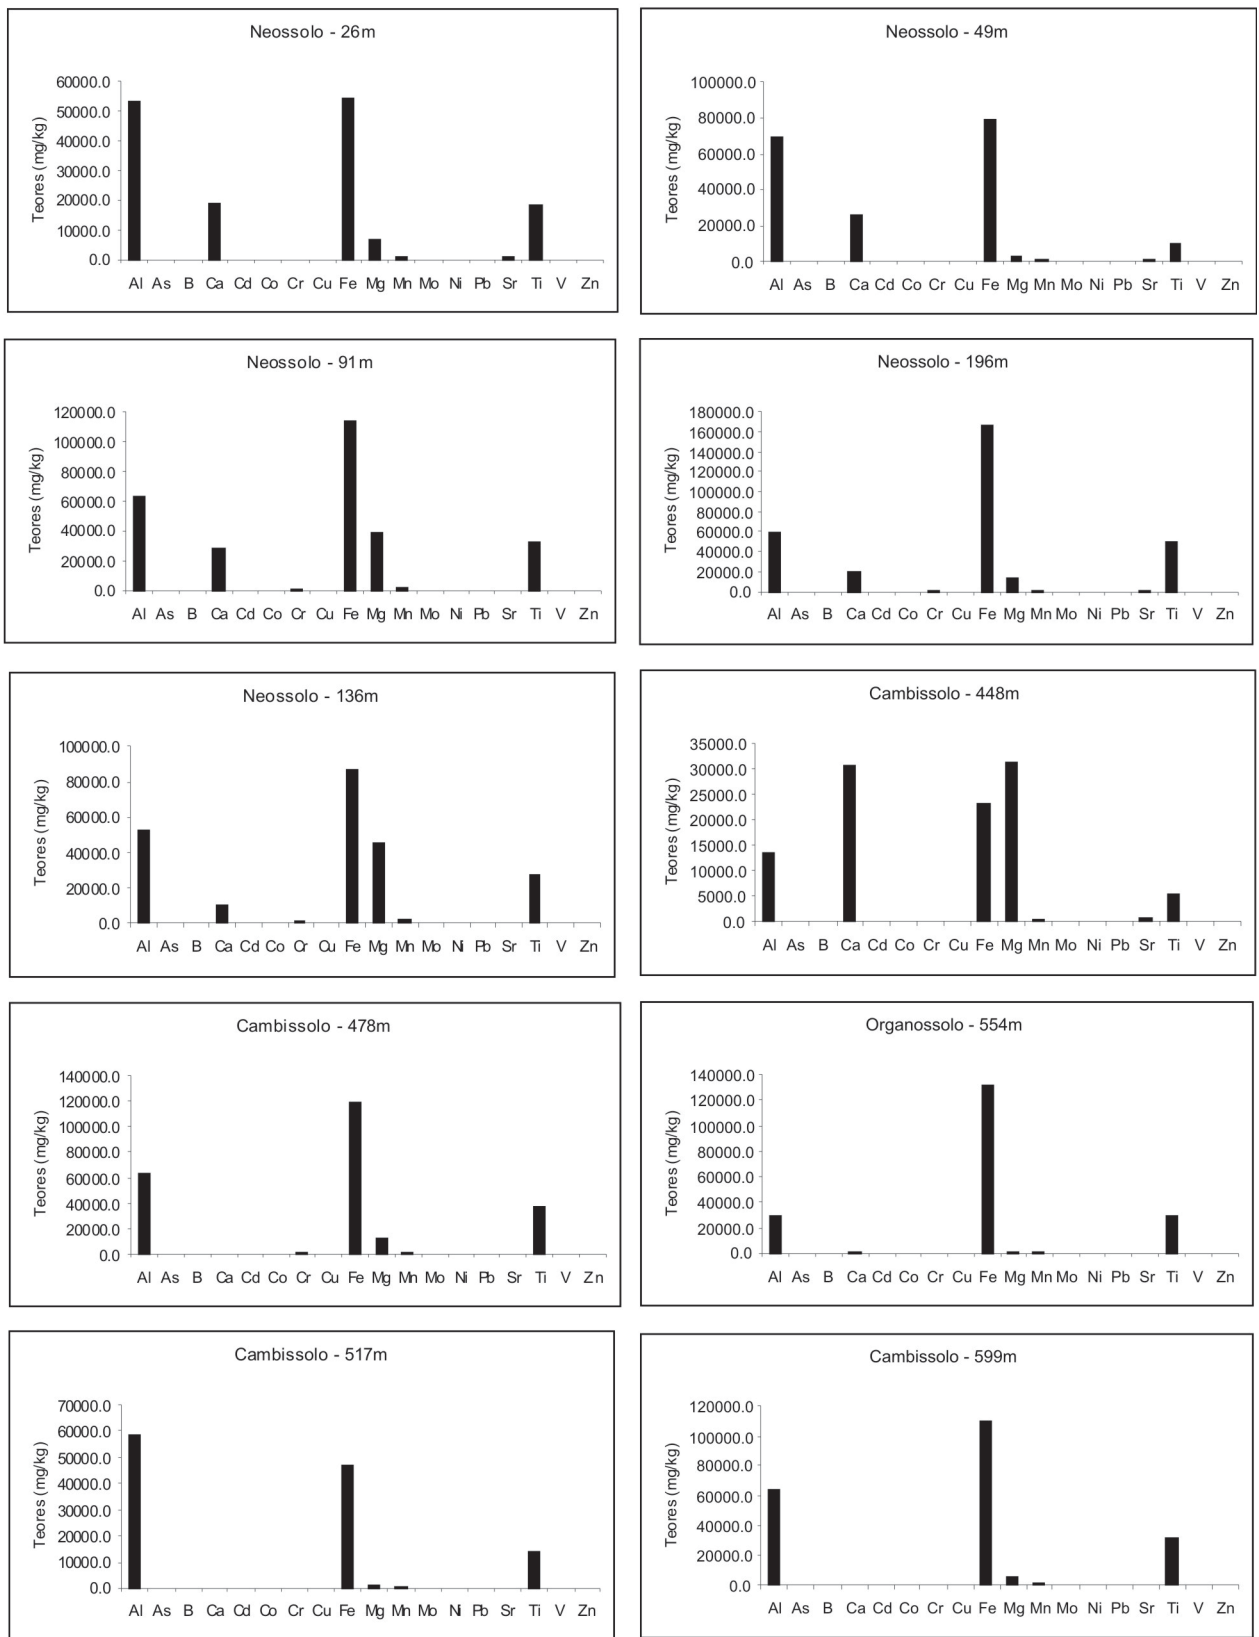 Neossolo - 26m
Teores (mg/kg)
60000.0
50000.0
40000.0
30000.0
20000.0
10000.0
0.0
Al As B Ca Cd Co Cr Cu Fe Mg Mn Mo Ni Pb Sr Ti V Zn
Neossolo - 49m
Teores (mg/kg)
100000.0
80000.0
60000.0
40000.0
20000.0
0.0
Al As B Ca Cd Co Cr Cu Fe Mg Mn Mo Ni Pb Sr Ti V Zn
Neossolo - 91m
Teores (mg/kg)
120000.0
100000.0
80000.0
60000.0
40000.0
20000.0
0.0
Al As B Ca Cd Co Cr Cu Fe Mg Mn Mo Ni Pb Sr Ti V Zn
Neossolo - 196m
Teores (mg/kg)
180000.0
160000.0
140000.0
120000.0
100000.0
80000.0
60000.0
40000.0
20000.0
0.0
Al As B Ca Cd Co Cr Cu Fe Mg Mn Mo Ni Pb Sr Ti V Zn
Neossolo - 136m
Teores (mg/kg)
100000.0
80000.0
60000.0
40000.0
20000.0
0.0
Al As B Ca Cd Co Cr Cu Fe Mg Mn Mo Ni Pb Sr Ti V Zn
Cambissolo - 448m
Teores (mg/kg)
35000.0
30000.0
25000.0
20000.0
15000.0
10000.0
5000.0
0.0
Al As B Ca Cd Co Cr Cu Fe Mg Mn Mo Ni Pb Sr Ti V Zn
Cambissolo - 478m
Teores (mg/kg)
140000.0
120000.0
100000.0
80000.0
60000.0
40000.0
20000.0
0.0
Al As B Ca Cd Co Cr Cu Fe Mg Mn Mo Ni Pb Sr Ti V Zn
Organossolo - 554m
Teores (mg/kg)
140000.0
120000.0
100000.0
80000.0
60000.0
40000.0
20000.0
0.0
Al As B Ca Cd Co Cr Cu Fe Mg Mn Mo Ni Pb Sr Ti V Zn
Cambissolo - 517m
Teores (mg/kg)
70000.0
60000.0
50000.0
40000.0
30000.0
20000.0
10000.0
0.0
Al As B Ca Cd Co Cr Cu Fe Mg Mn Mo Ni Pb Sr Ti V Zn
Cambissolo - 599m
Teores (mg/kg)
120000.0
100000.0
80000.0
60000.0
40000.0
20000.0
0.0
Al As B Ca Cd Co Cr Cu Fe Mg Mn Mo Ni Pb Sr Ti V Zn